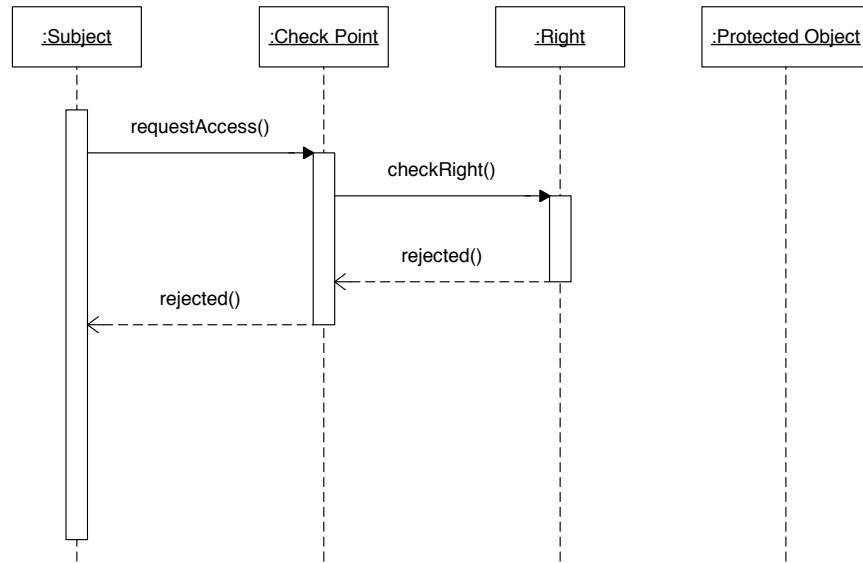 :Subject
:Check Point
:Right
:Protected Object
requestAccess()
checkRight()
rejected()
rejected()